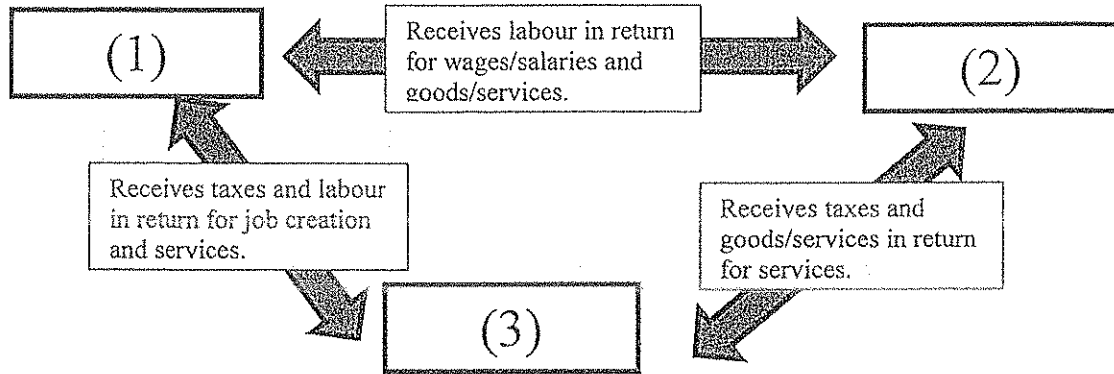 (1)
Receives labour in return
for wages/salaries and
goods/services.
(2)
Receives taxes and labour
in return for job creation
and services.
Receives taxes and
goods/services in return
for services.
(3)